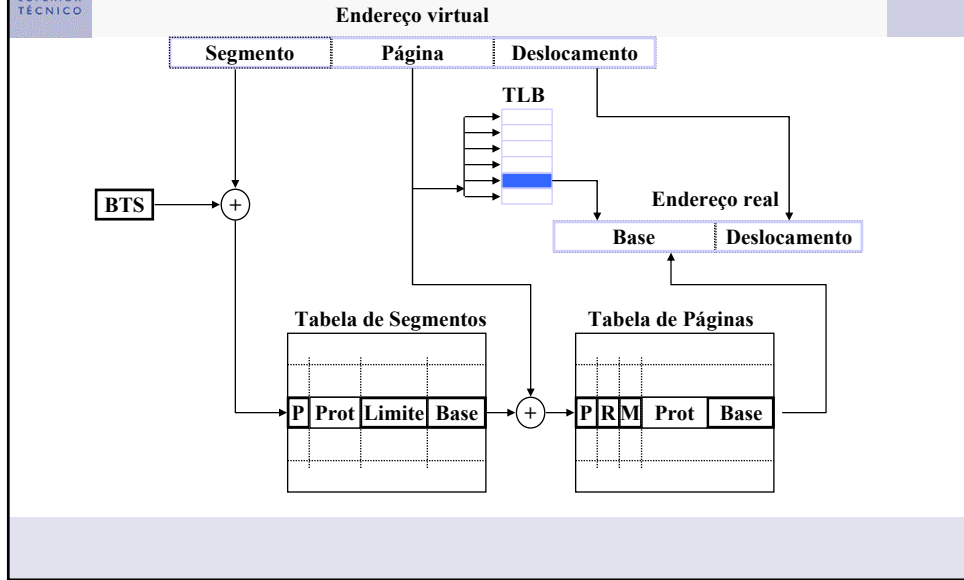 TÉCNICO
Endereço virtual
Segmento Página Deslocamento
TLB
BTS
+
Endereço real
Base Deslocamento
Tabela de Segmentos
Tabela de Páginas
P Prot Limite Base
+
P R M Prot Base